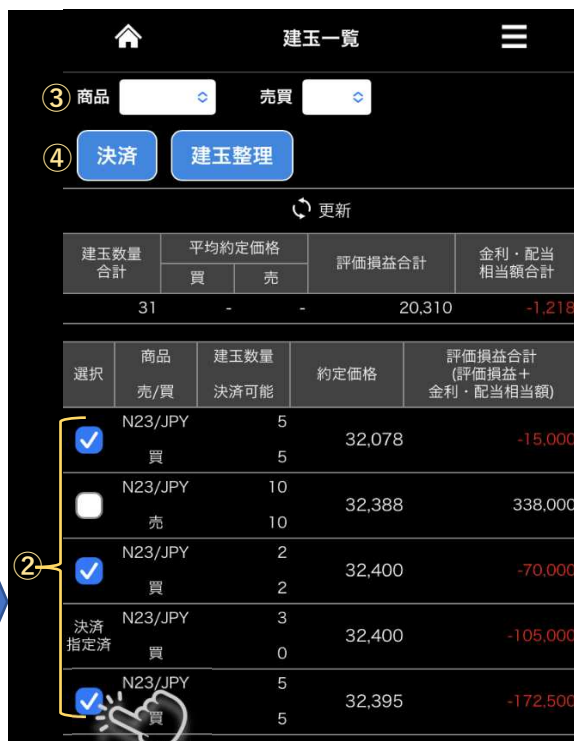 建玉一覧
③ 商品 売買
④ 決済 建玉整理
更新
建玉数量合計 平均約定価格 買 売 評価損益合計 金利・配当相当額合計
31 - - 20,310 -1,218
選択 商品 売/買 建玉数量 決済可能 約定価格 評価損益合計 (評価損益+金利・配当相当額)
N23/JPY 5
32,078 -15,000
買 5
N23/JPY 10
32,388 338,000
売 10
②
N23/JPY 2
32,400 -70,000
買 2
決済指定済
N23/JPY 3
32,400 -105,000
買 0
N23/JPY 5
32,395 -172,500
買 5